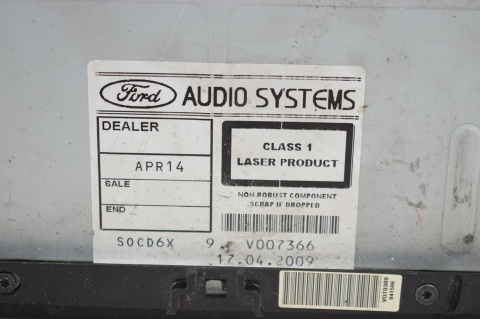 Ford AUDIO SYSTEMS
DEALER
APR14
SALE
END
CLASS 1
LASER PRODUCT
NON ROBUST COMPONENT
SCRAP IF DROPPED
SOCD6X 9. V007366
17.04.2009